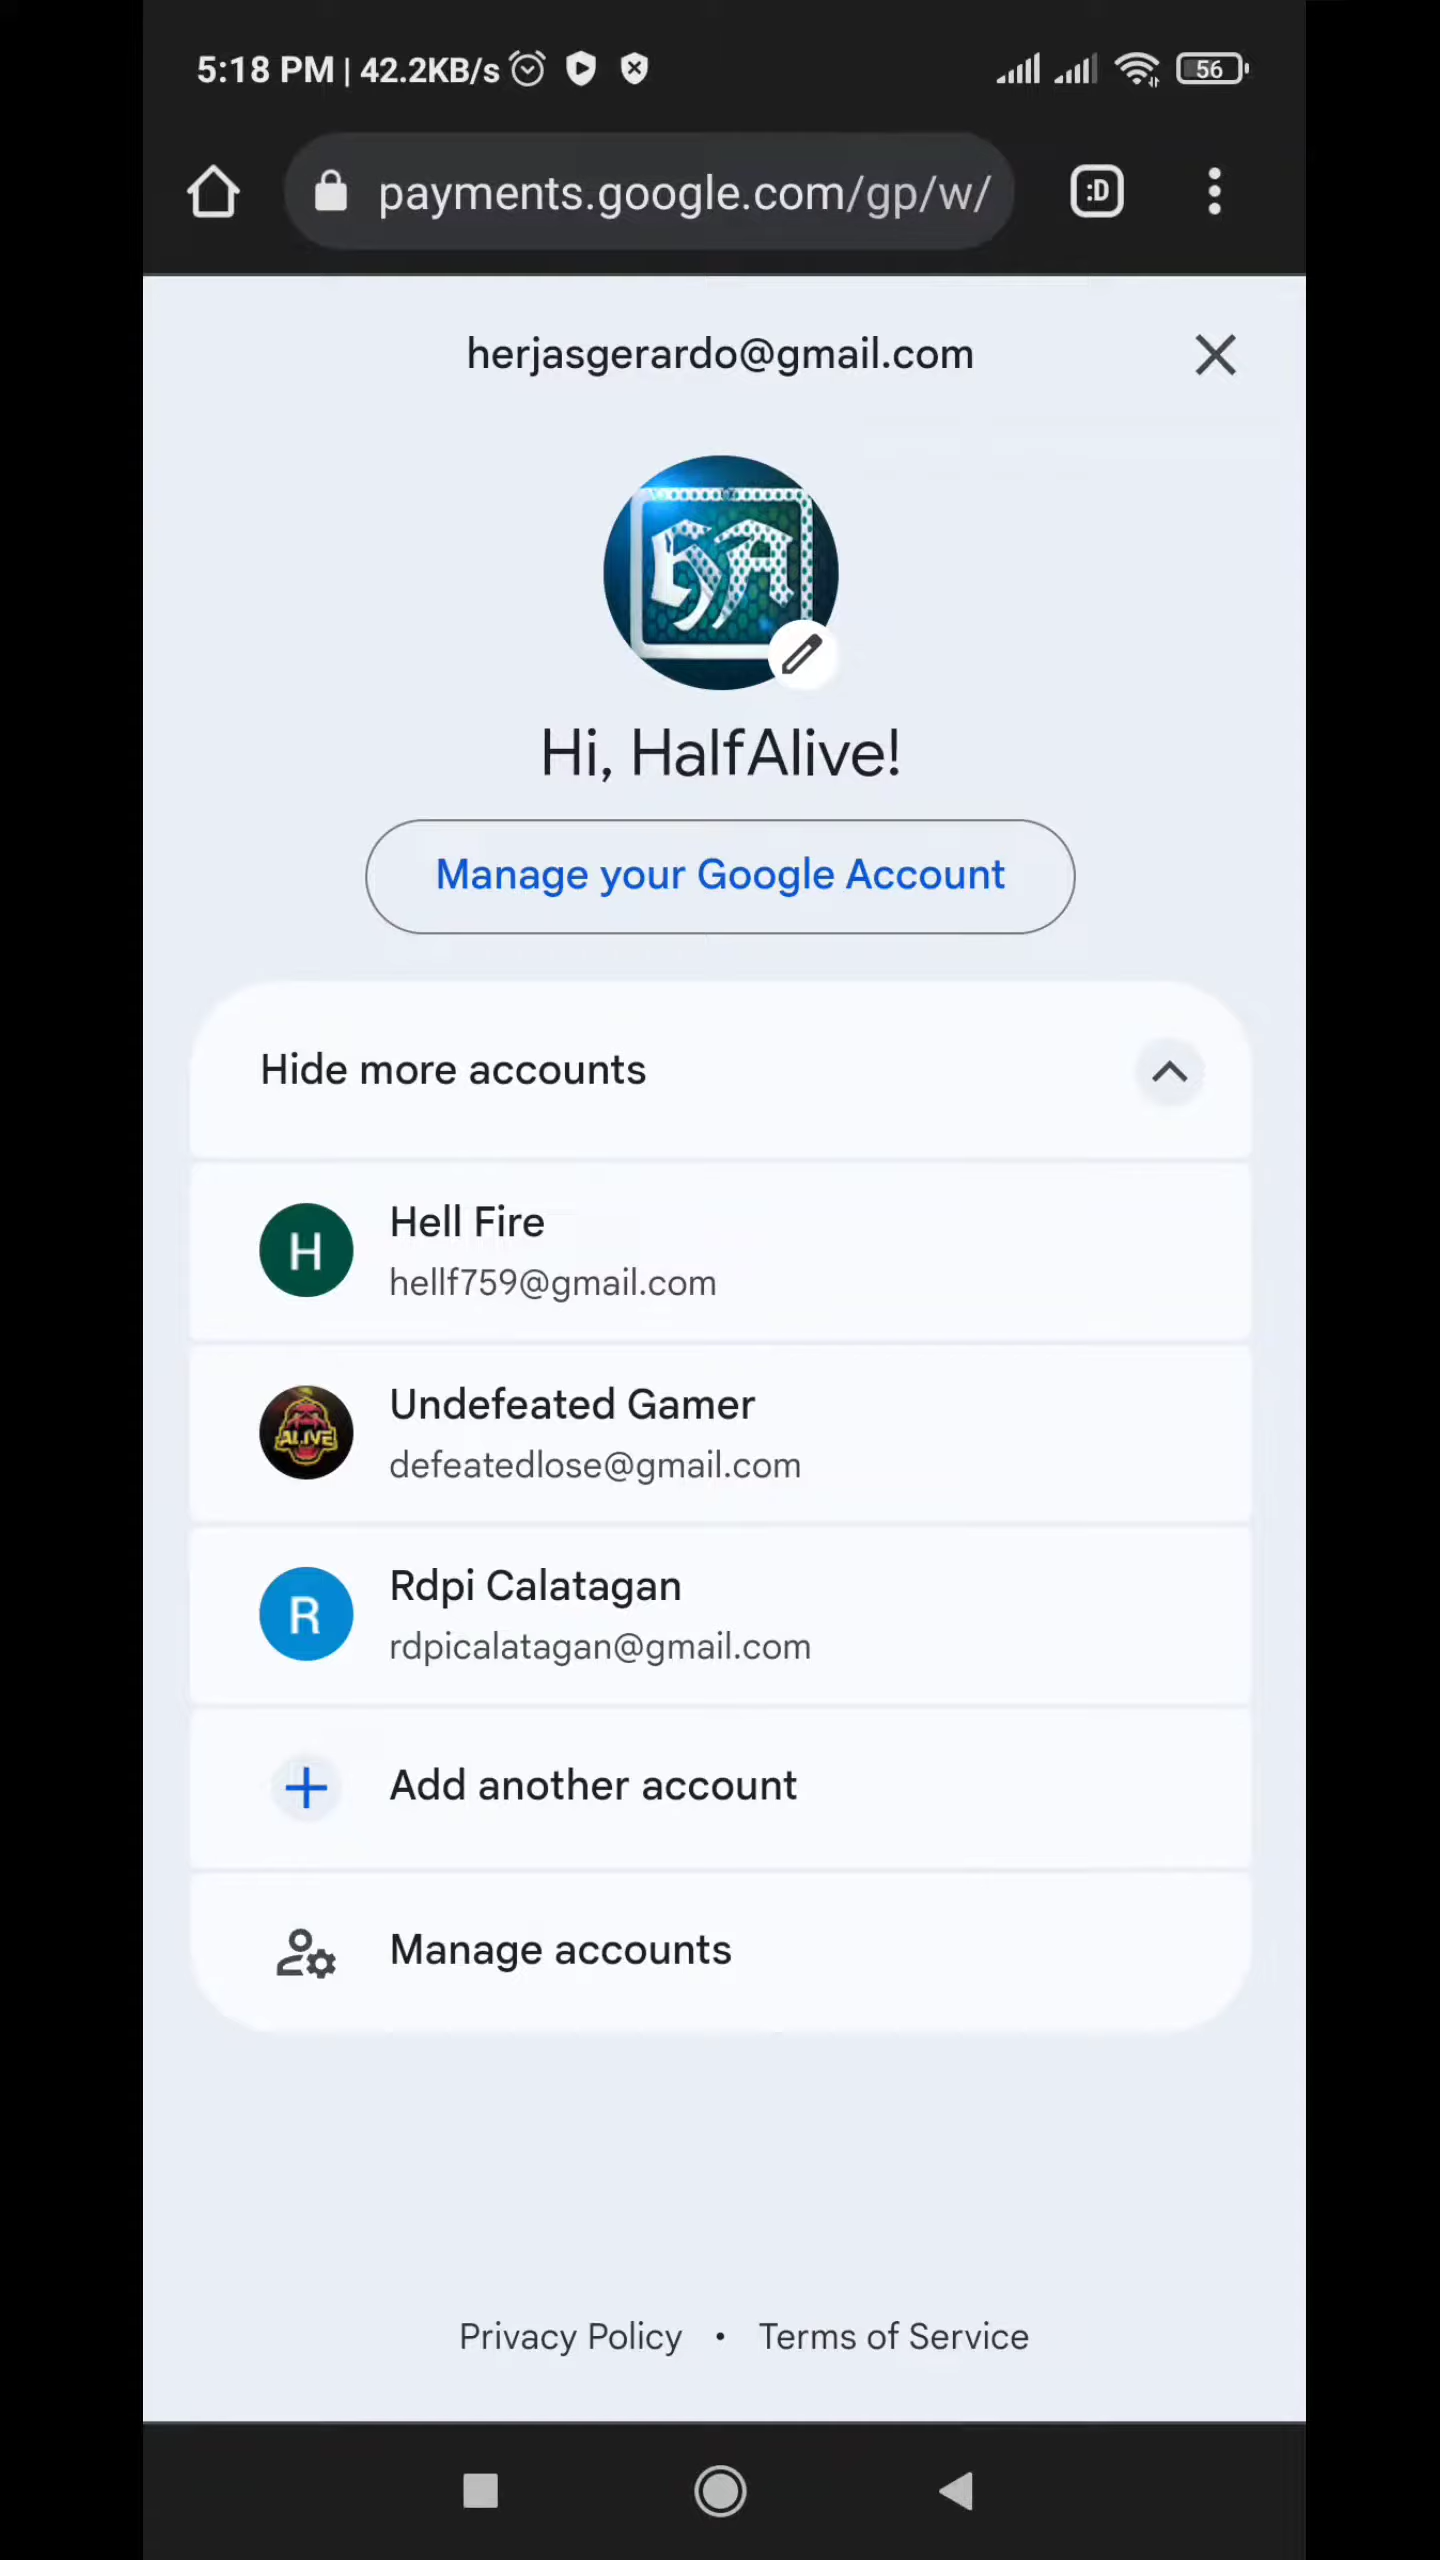 5:18 PM | 42.2KB/s
56
payments.google.com/gp/w/
:D
herjasgerardo@gmail.com
Hi, HalfAlive!
Manage your Google Account
Hide more accounts
H
Hell Fire
hellf759@gmail.com
ALIVE
Undefeated Gamer
defeatedlose@gmail.com
R
Rdpi Calatagan
rdpicalatagan@gmail.com
Add another account
Manage accounts
Privacy Policy • Terms of Service